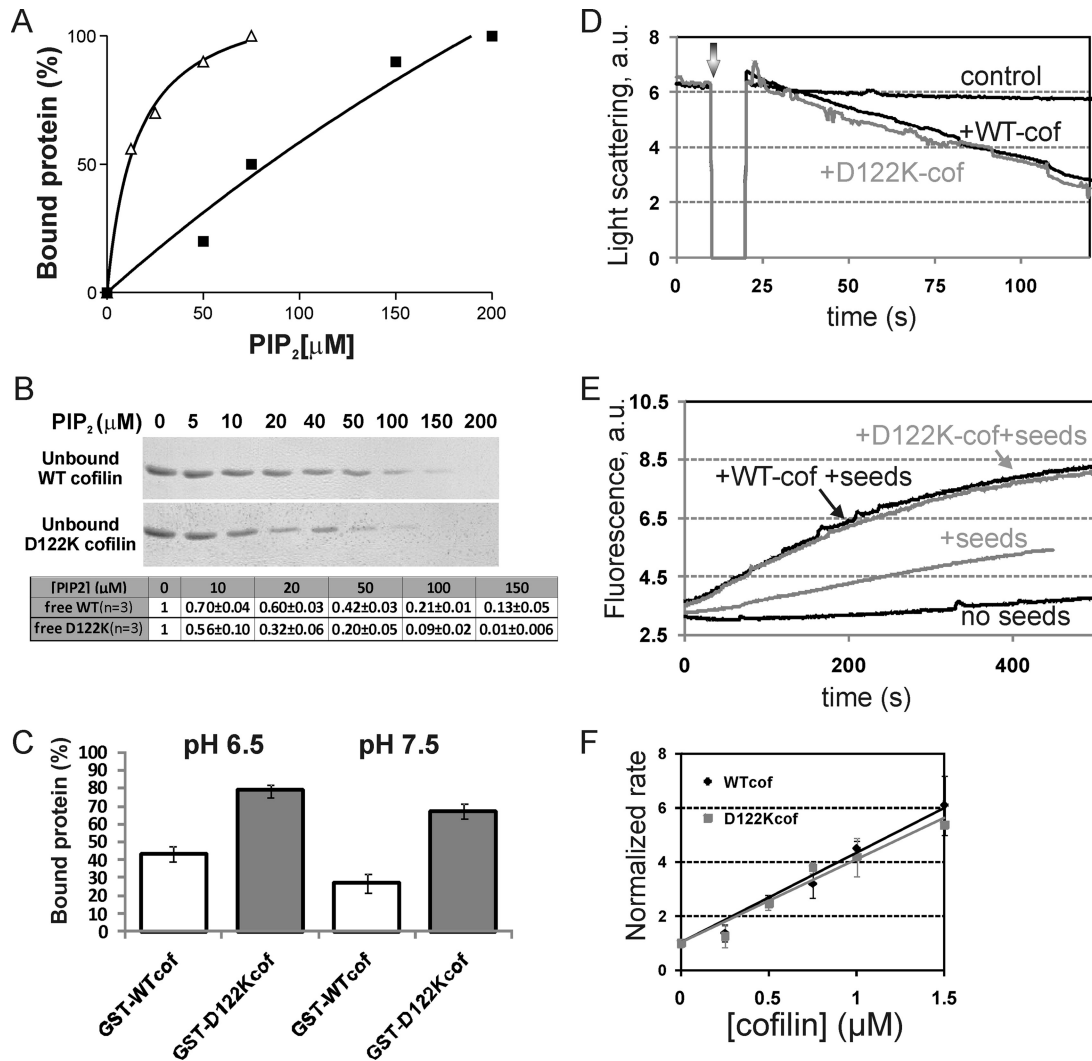 A
Bound protein (%)
100
50
0
0
50
100
150
200
PIP2[µM]
B
PIP2 (µM) 0 5 10 20 40 50 100 150 200
Unbound
WT cofilin
Unbound
D122K cofilin
[PIP2] (µM) 0 10 20 50 100 150
free WT(n=3) 1 0.70±0.04 0.60±0.03 0.42±0.03 0.21±0.01 0.13±0.05
free D122K(n=3) 1 0.56±0.10 0.32±0.06 0.20±0.05 0.09±0.02 0.01±0.006
C
pH 6.5 pH 7.5
Bound protein (%)
100
90
80
70
60
50
40
30
20
10
0
GST-WTcof
GST-D122Kcof
GST-WTcof
GST-D122Kcof
D
Light scattering, a.u.
8
6
4
2
0
control
+WT-cof
+D122K-cof
0 25 50 75 100
time (s)
E
Fluorescence, a.u.
10.5
8.5
6.5
4.5
2.5
+D122K-cof+seeds
+WT-cof +seeds
+seeds
no seeds
0 200 400
time (s)
F
Normalized rate
8
6
4
2
0
WTcof
D122Kcof
0 0.5 1 1.5
[cofilin] (µM)